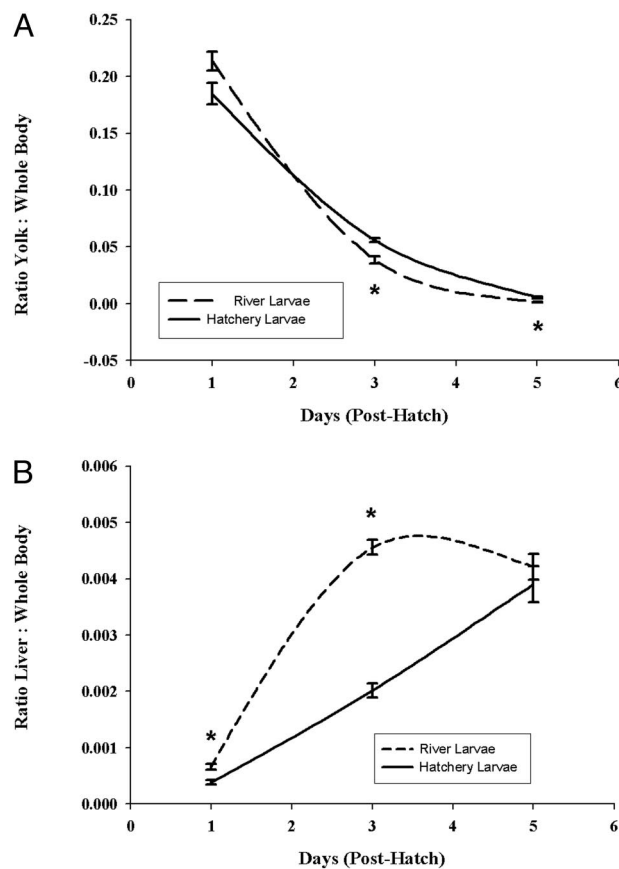 A
0.25
0.20
0.15
0.10
0.05
0.00
-0.05
Ratio Yolk : Whole Body
River Larvae
Hatchery Larvae
*
*
0 1 2 3 4 5 6
Days (Post-Hatch)
B
0.006
0.005
0.004
0.003
0.002
0.001
0.000
Ratio Liver : Whole Body
*
*
River Larvae
Hatchery Larvae
0 1 2 3 4 5 6
Days (Post-Hatch)